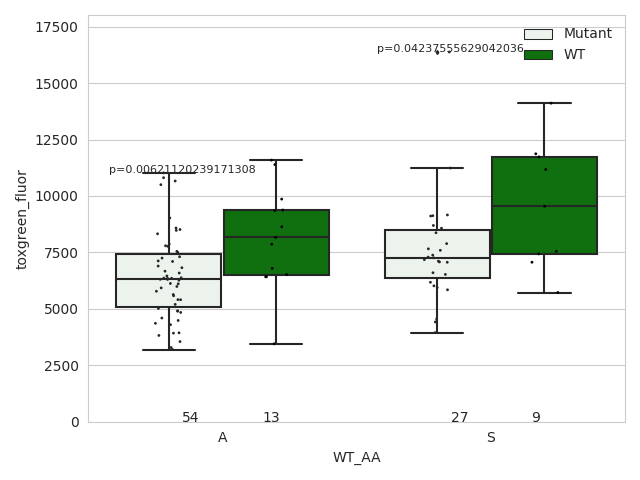 17500
15000
12500
10000
7500
5000
2500
0
toxgreen_fluor
Mutant
WT
p=0.00621120239171308
p=0.04237555629042036
54
13
27
9
A
S
WT_AA